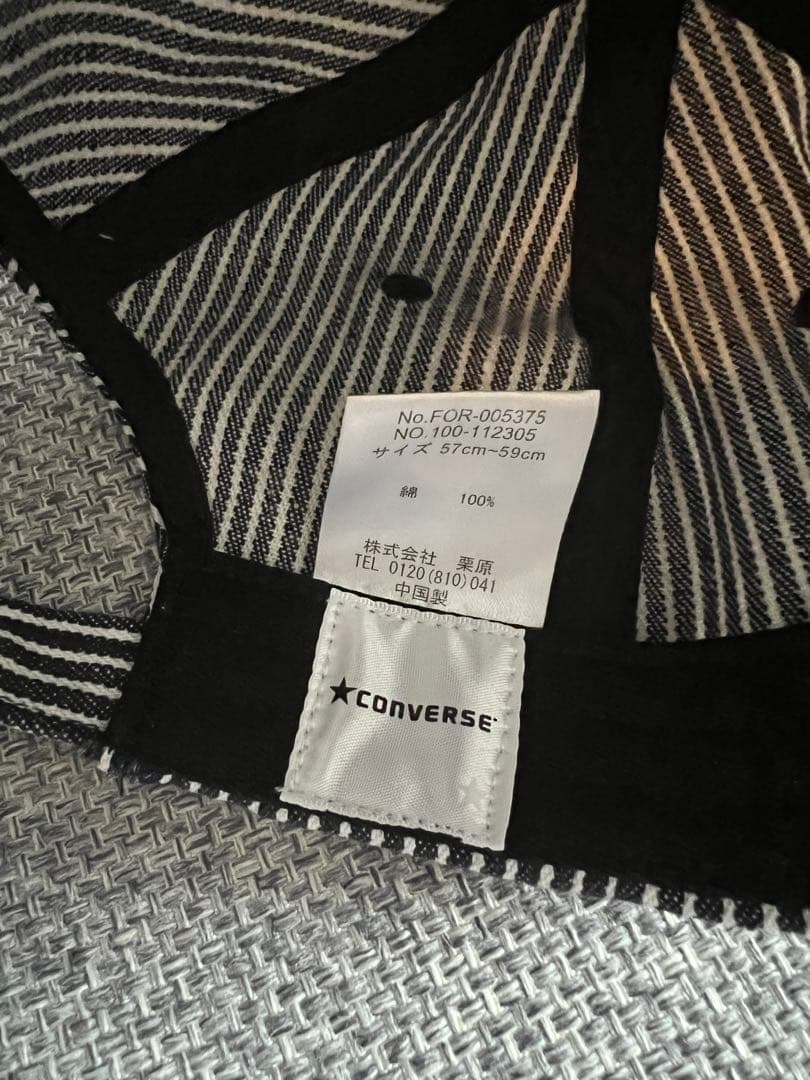 No.FOR-005375
NO.100-112305
サイズ 57cm~59cm
綿 100%
株式会社 栗原
TEL 0120(810)041
中国製
★CONVERSE